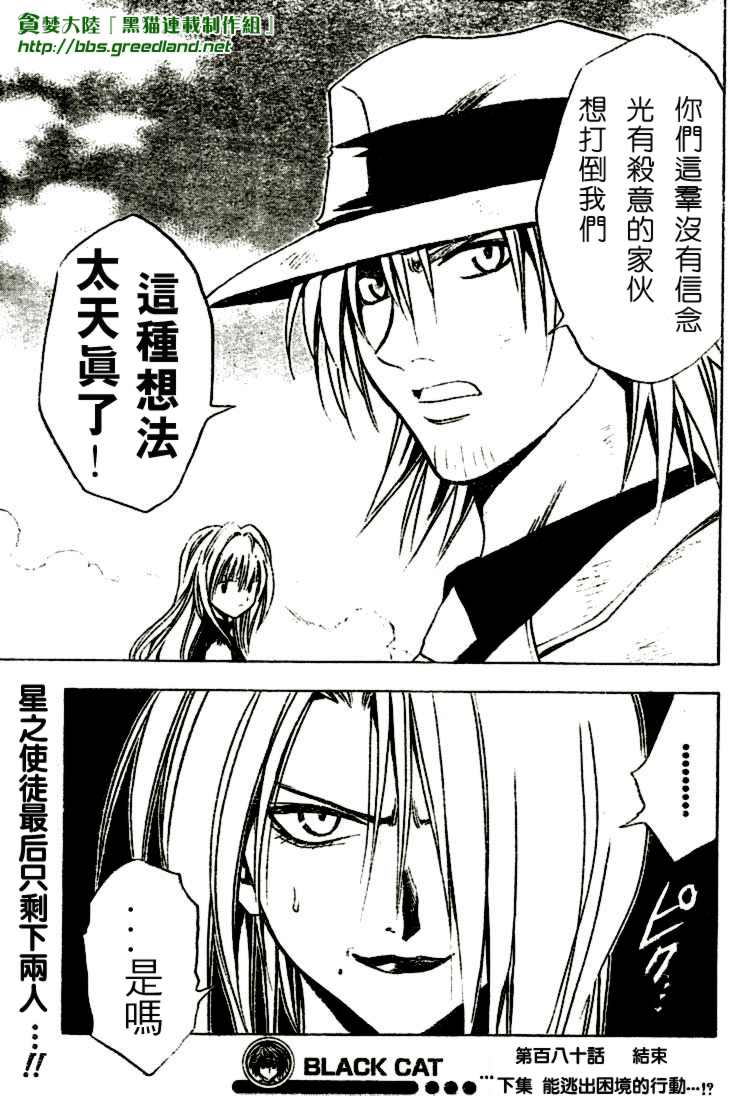 貪婪大陸「黑猫連載制作組」
http://bbs.greedland.net/
你們這羣沒有信念
光有殺意的家伙
想打倒我們
這種想法
太天眞了！
………
ピク…
…是嗎
星之使徒最后只剩下兩人…!!
BLACK CAT
第百八十話 結束
…下集 能逃出困境的行動…!?